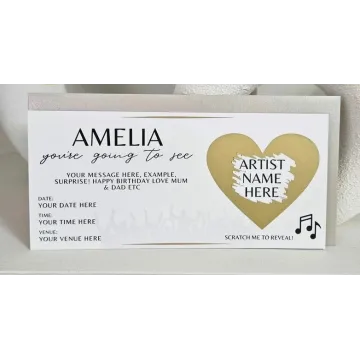 AMELIA
you're going to see
YOUR MESSAGE HERE, EXAMPLE,
SURPRISE! HAPPY BIRTHDAY LOVE MUM
& DAD ETC
DATE:
YOUR DATE HERE
TIME:
YOUR TIME HERE
VENUE:
YOUR VENUE HERE
ARTIST
NAME
HERE
SCRATCH ME TO REVEAL!